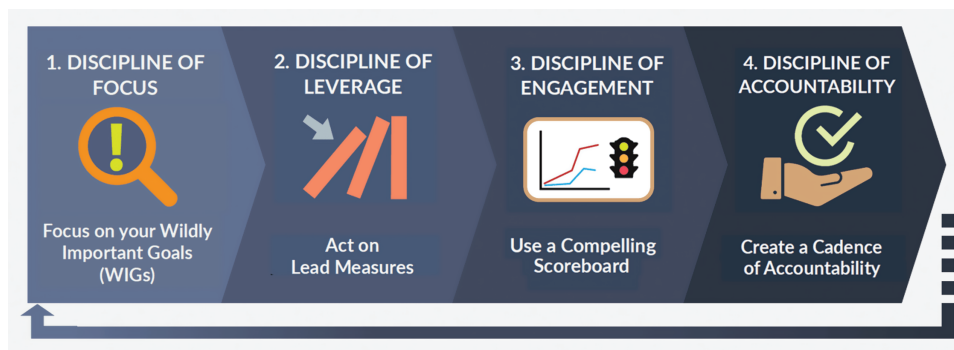 1. DISCIPLINE OF
FOCUS
Focus on your Wildly
Important Goals
(WIGs)
2. DISCIPLINE OF
LEVERAGE
Act on
Lead Measures
3. DISCIPLINE OF
ENGAGEMENT
Use a Compelling
Scoreboard
4. DISCIPLINE OF
ACCOUNTABILITY
Create a Cadence
of Accountability